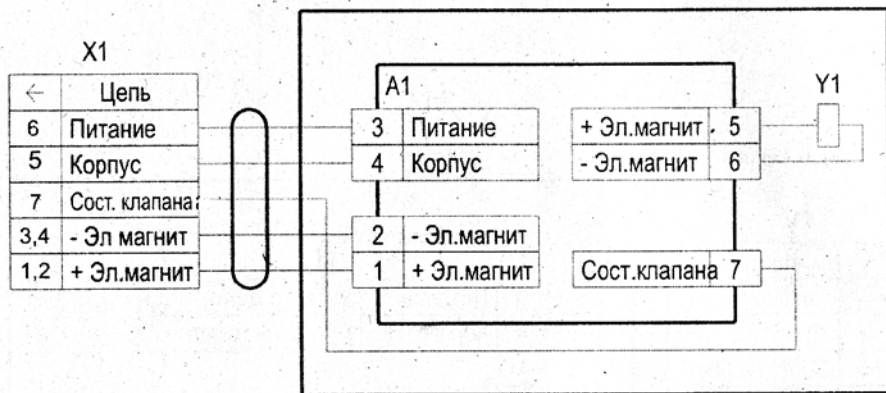 X1
← Цепь
6 Питание
5 Корпус
7 Сост. клапана
3,4 - Эл магнит
1,2 + Эл.магнит
A1
3 Питание
4 Корпус
2 - Эл.магнит
1 + Эл.магнит
+ Эл.магнит 5
- Эл.магнит 6
Сост.клапана 7
Y1